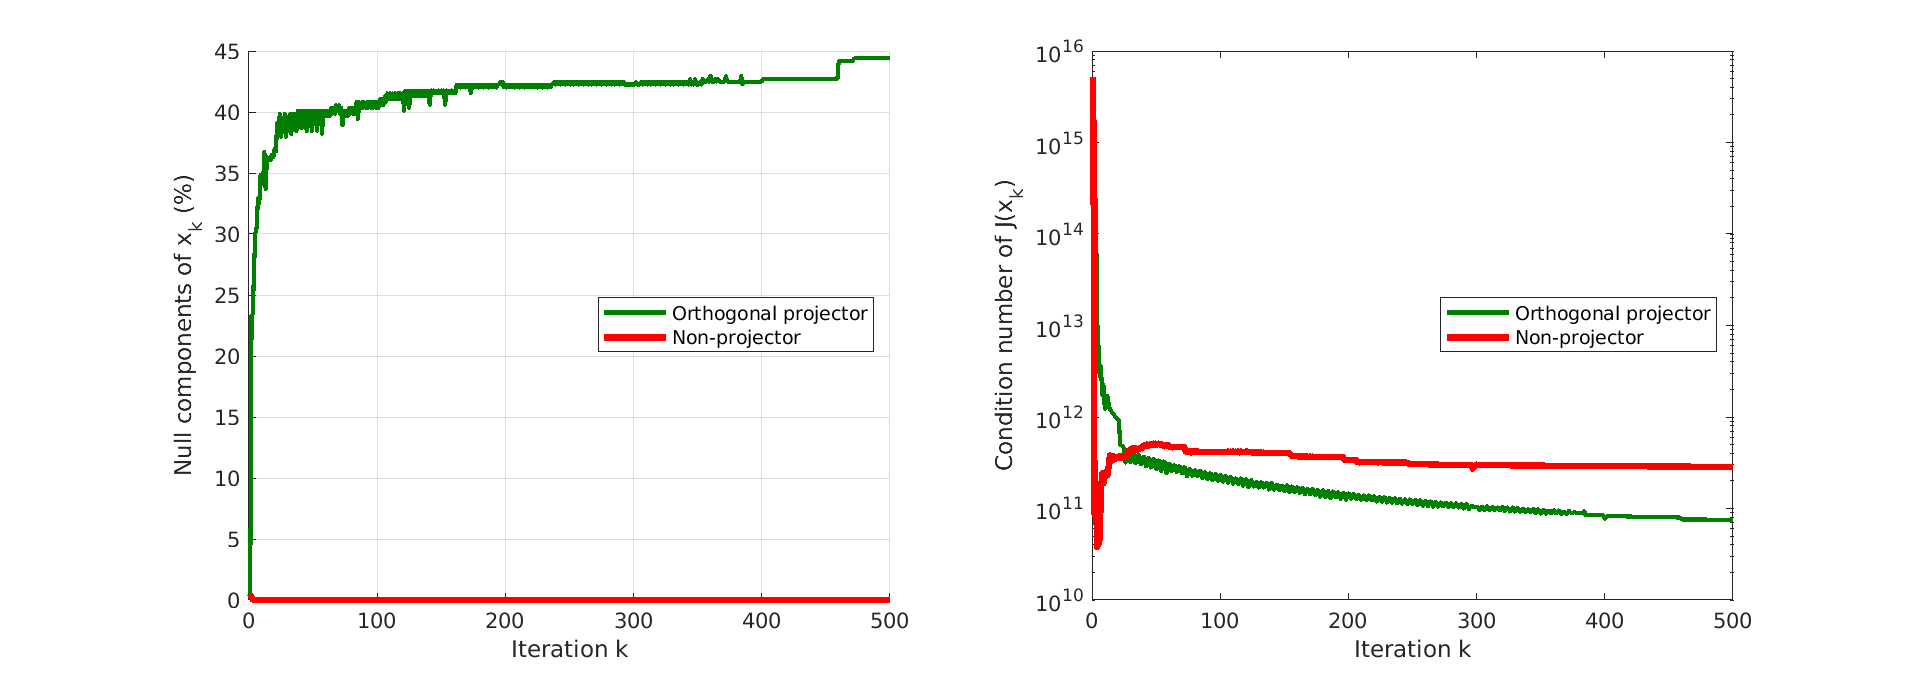 45
40
35
30
25
20
15
10
5
0
Null components of x_k (%)
Orthogonal projector
Non-projector
0 100 200 300 400 500
Iteration k
10^16
10^15
10^14
10^13
10^12
10^11
10^10
Condition number of J(x_k)
Orthogonal projector
Non-projector
0 100 200 300 400 500
Iteration k